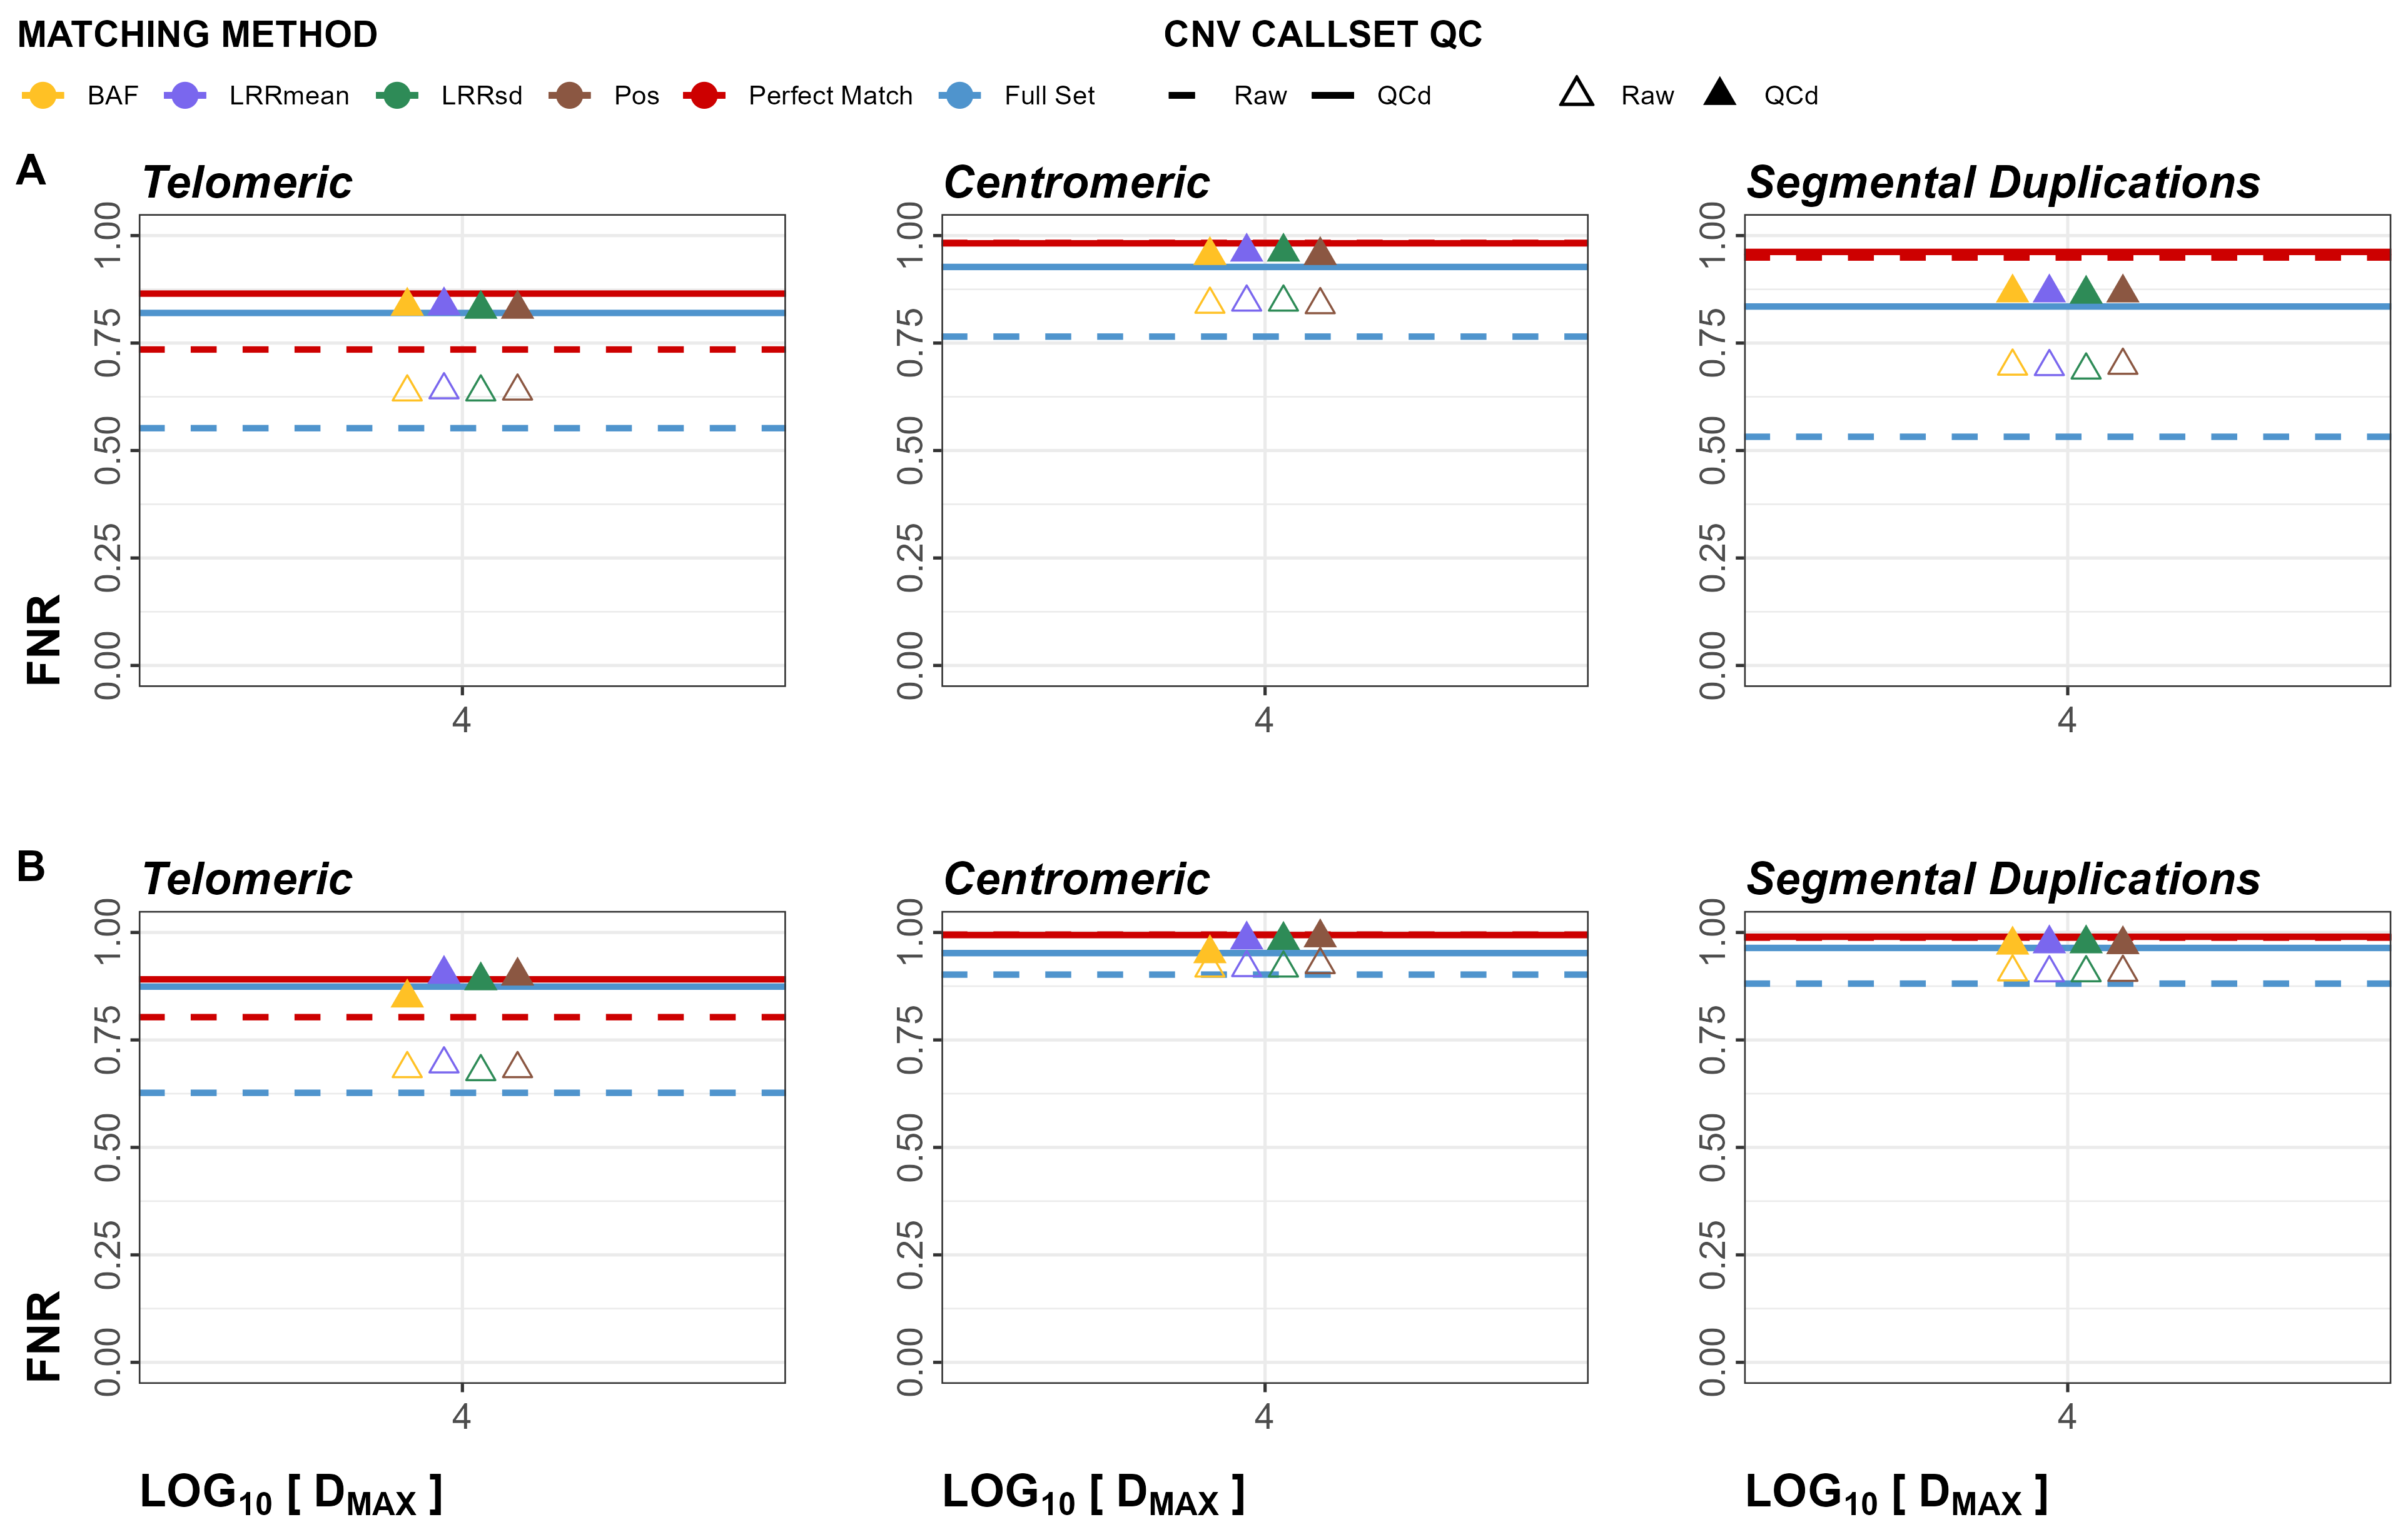 MATCHING METHOD CNV CALLSET QC
BAF LRRmean LRRsd Pos Perfect Match Full Set Raw QCd Raw QCd
A
Telomeric Centromeric Segmental Duplications
FNR
1.00 1.00 1.00
0.75 0.75 0.75
0.50 0.50 0.50
0.25 0.25 0.25
0.00 0.00 0.00
4 4 4
B
Telomeric Centromeric Segmental Duplications
FNR
1.00 1.00 1.00
0.75 0.75 0.75
0.50 0.50 0.50
0.25 0.25 0.25
0.00 0.00 0.00
4 4 4
LOG10 [ DMAX ] LOG10 [ DMAX ] LOG10 [ DMAX ]